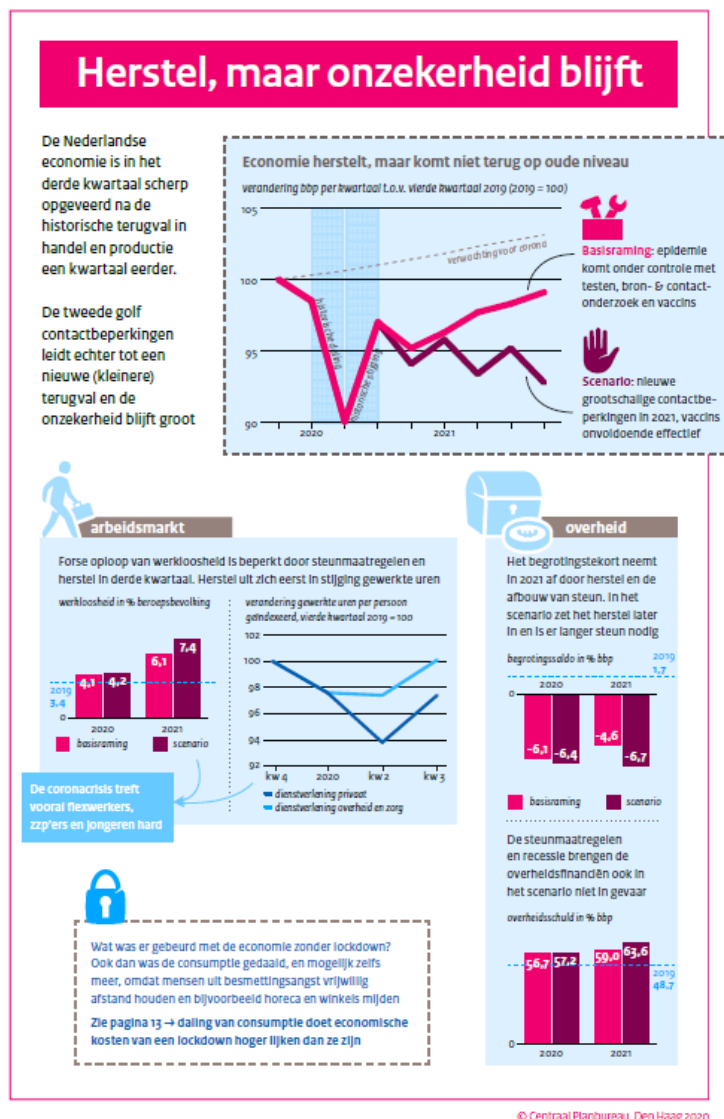 Herstel, maar onzekerheid blijft
De Nederlandse
economie is in het
derde kwartaal scherp
opgeveerd na de
historische terugval in
handel en productie
een kwartaal eerder.
De tweede golf
contactbeperkingen
leidt echter tot een
nieuwe (kleinere)
terugval en de
onzekerheid blijft groot
Economie herstelt, maar komt niet terug op oude niveau
verandering bbp per kwartaal t.o.v. vierde kwartaal 2019 (2019 = 100)
105
100
95
90
verwachting voor corona
historische daling
historische stijging
2020
2021
Basisraming: epidemie
komt onder controle met
testen, bron- & contact-
onderzoek en vaccins
Scenario: nieuwe
grootschalige contactbe-
perkingen in 2021, vaccins
onvoldoende effectief
arbeidsmarkt
Forse oploop van werkloosheid is beperkt door steunmaatregelen en
herstel in derde kwartaal. Herstel uit zich eerst in stijging gewerkte uren
werkloosheid in % beroepsbevolking
2019
3,4
0
4,1
4,2
6,1
7,4
2020
2021
basisraming
scenario
verandering gewerkte uren per persoon
geïndexeerd, vierde kwartaal 2019 = 100
102
100
98
96
94
92
kw 4
2020
kw 2
kw 3
dienstverlening privaat
dienstverlening overheid en zorg
De coronacrisis treft
vooral flexwerkers,
zzp'ers en jongeren hard
overheid
Het begrotingstekort neemt
in 2021 af door herstel en de
afbouw van steun. In het
scenario zet het herstel later
in en is er langer steun nodig
begrotingssaldo in % bbp
2019
1,7
2020
2021
0
-6,1
-6,4
-4,6
-6,7
basisraming
scenario
De steunmaatregelen
en recessie brengen de
overheidsfinanciën ook in
het scenario niet in gevaar
overheidsschuld in % bbp
56,7
57,2
59,0
63,6
2019
48,7
0
2020
2021
Wat was er gebeurd met de economie zonder lockdown?
Ook dan was de consumptie gedaald, en mogelijk zelfs
meer, omdat mensen uit besmettingsangst vrijwillig
afstand houden en bijvoorbeeld horeca en winkels mijden
Zie pagina 13 → daling van consumptie doet economische
kosten van een lockdown hoger lijken dan ze zijn
© Centraal Planbureau, Den Haag 2020